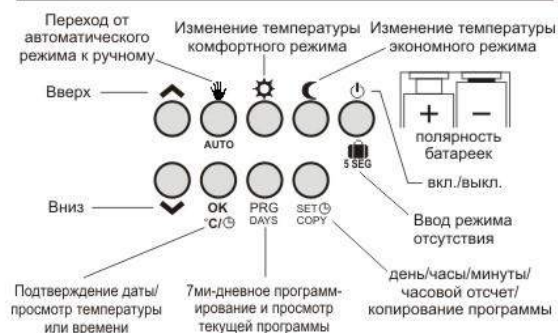 Переход от
автоматического
режима к ручному
Изменение температуры
комфортного режима
Изменение температуры
экономного режима
Вверх
AUTO
+ −
полярность
батареек
5 SEG
вкл./выкл.
Вниз
OK
°C/
PRG
DAYS
SET
COPY
Ввод режима
отсутствия
Подтверждение даты/
просмотр температуры
или времени
7ми-дневное программ-
ирование и просмотр
текущей программы
день/часы/минуты/
часовой отсчет/
копирование программы